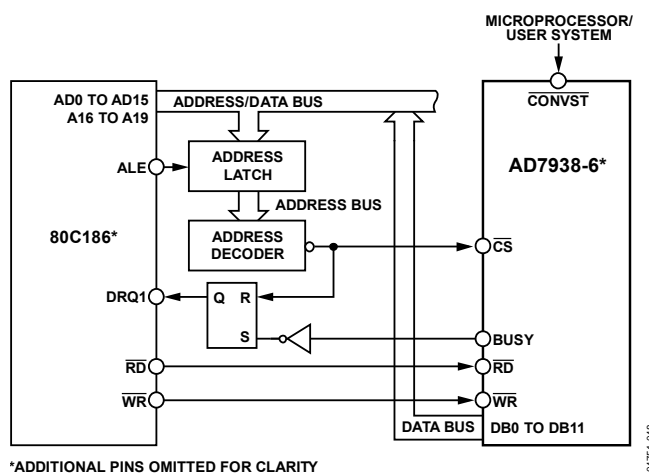 MICROPROCESSOR/
USER SYSTEM
AD0 TO AD15
A16 TO A19
ADDRESS/DATA BUS
CONVST
ALE
ADDRESS
LATCH
AD7938-6*
ADDRESS BUS
80C186*
ADDRESS
DECODER
CS
DRQ1
Q R
S
BUSY
RD
RD
WR
WR
DATA BUS
DB0 TO DB11
*ADDITIONAL PINS OMITTED FOR CLARITY